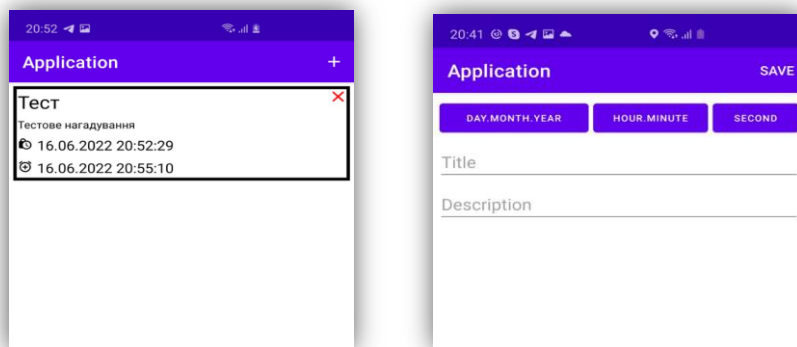 20:52
Application +
Тест
Тестове нагадування
16.06.2022 20:52:29
16.06.2022 20:55:10
20:41
Application SAVE
DAY.MONTH.YEAR HOUR.MINUTE SECOND
Title
Description